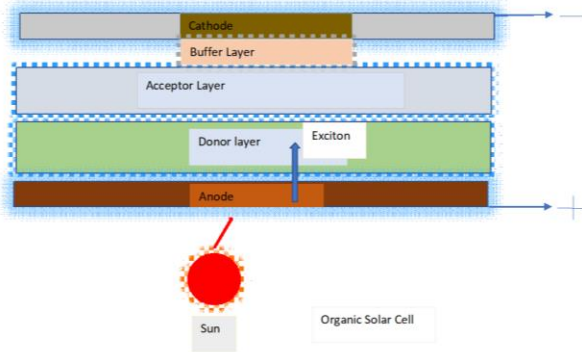 Cathode
Buffer Layer
Acceptor Layer
Donor layer
Exciton
Anode
Sun
Organic Solar Cell